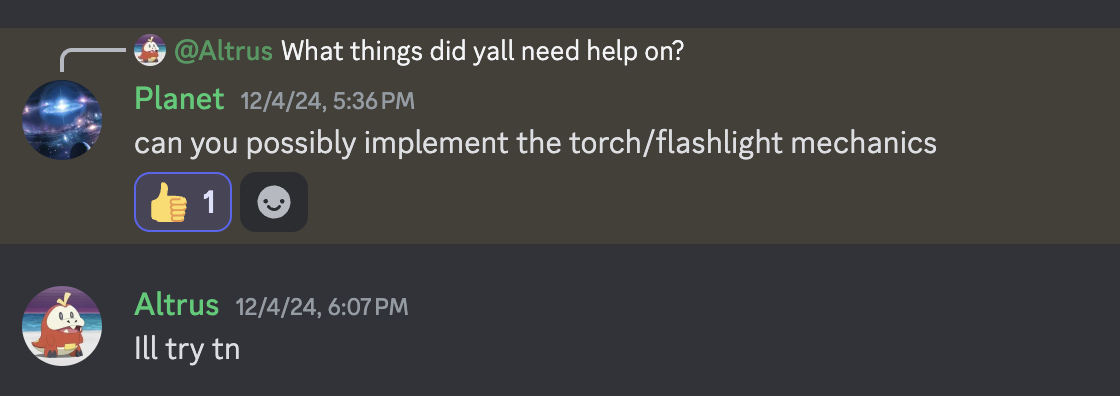 @Altrus What things did yall need help on?
Planet 12/4/24, 5:36 PM
can you possibly implement the torch/flashlight mechanics
👍 1
Altrus 12/4/24, 6:07 PM
Ill try tn